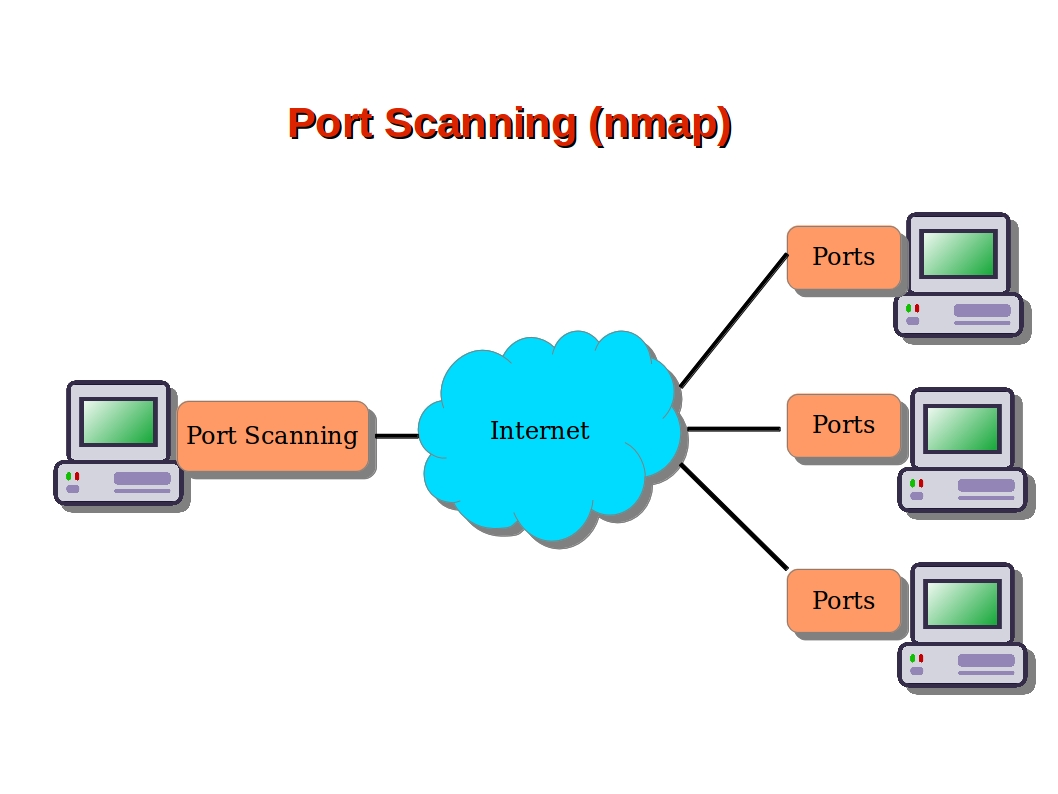 Port Scanning (nmap)
Ports
Port Scanning
Internet
Ports
Ports